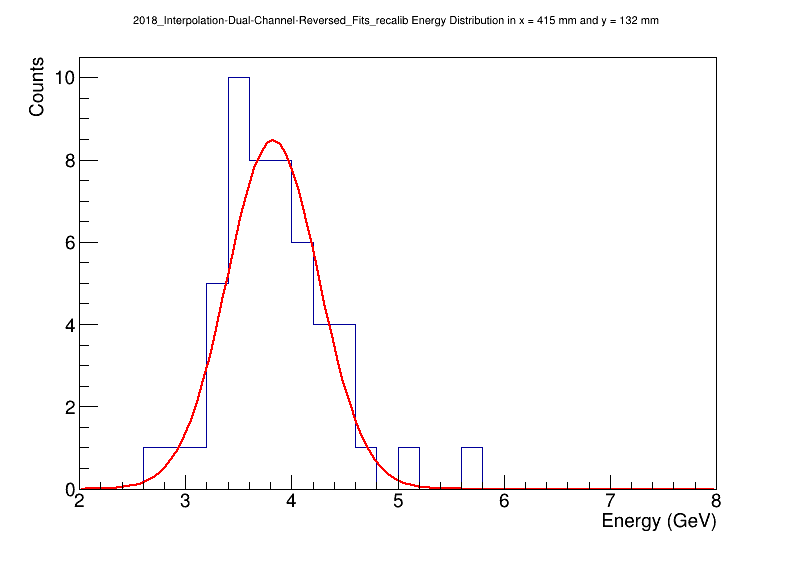 2018_Interpolation-Dual-Channel-Reversed_Fits_recalib Energy Distribution in x = 415 mm and y = 132 mm
Counts
10
8
6
4
2
0
2 3 4 5 6 7 8
Energy (GeV)